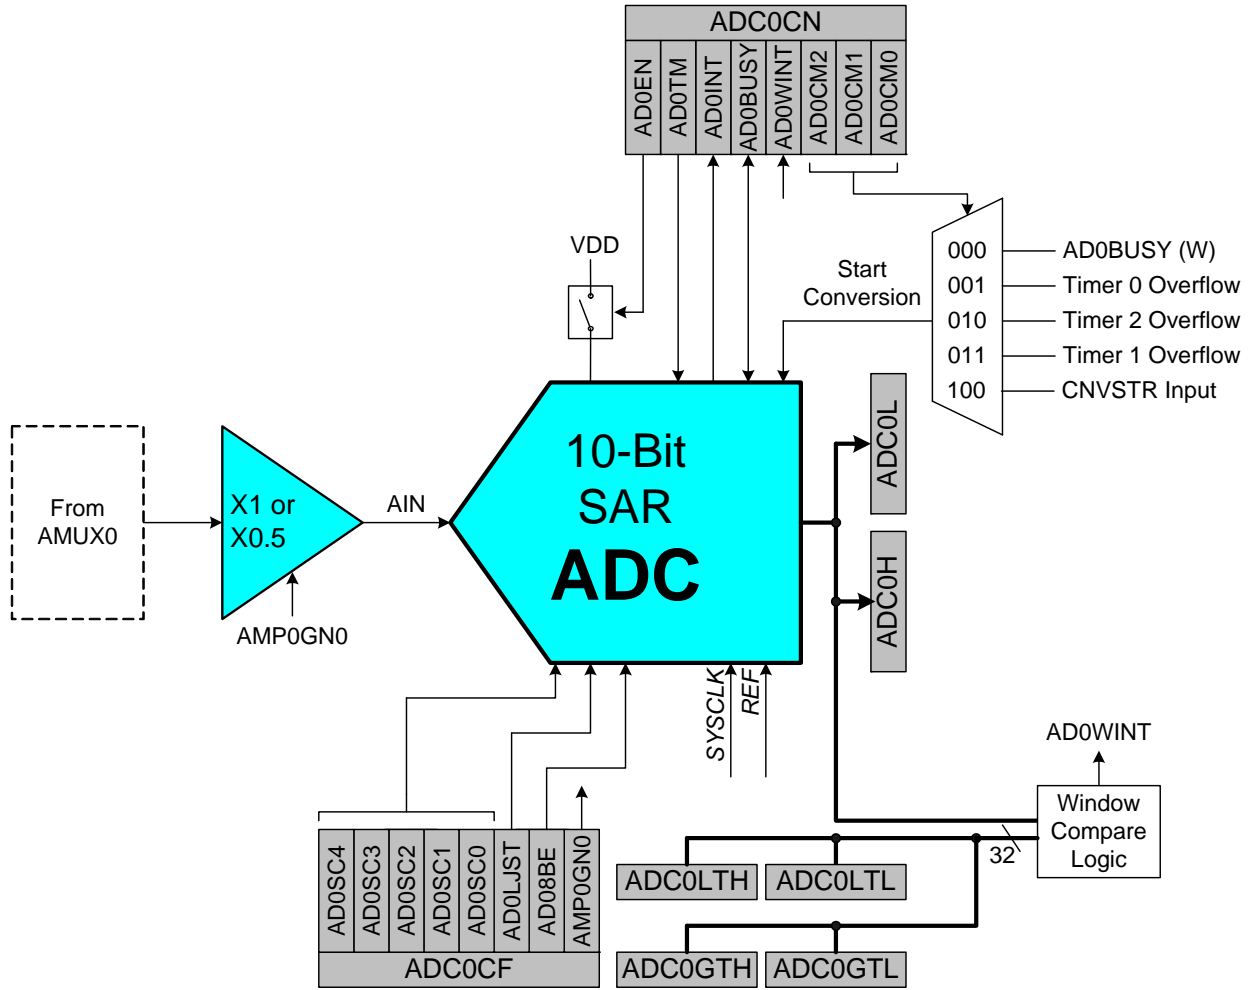 ADC0CN
AD0EN
AD0TM
AD0INT
AD0BUSY
AD0WINT
AD0CM2
AD0CM1
AD0CM0
VDD
Start
Conversion
000
AD0BUSY (W)
001
Timer 0 Overflow
010
Timer 2 Overflow
011
Timer 1 Overflow
100
CNVSTR Input
From
AMUX0
X1 or
X0.5
AIN
AMP0GN0
10-Bit
SAR
ADC
ADC0L
ADC0H
SYSCLK
REF
AD0WINT
Window
Compare
Logic
32
ADC0LTH
ADC0LTL
ADC0GTH
ADC0GTL
AD0SC4
AD0SC3
AD0SC2
AD0SC1
AD0SC0
AD0LJST
AD08BE
AMP0GN0
ADC0CF